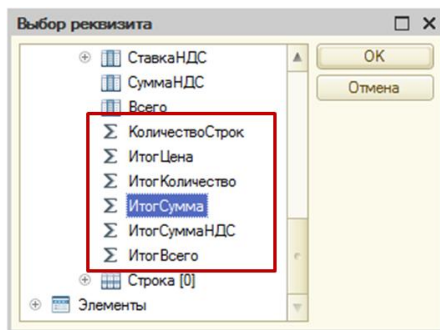 Выбор реквизита
СтавкаНДС
СуммаНДС
Всего
КоличествоСтрок
ИтогЦена
ИтогКоличество
ИтогСумма
ИтогСуммаНДС
ИтогВсего
Строка [0]
Элементы
OK
Отмена